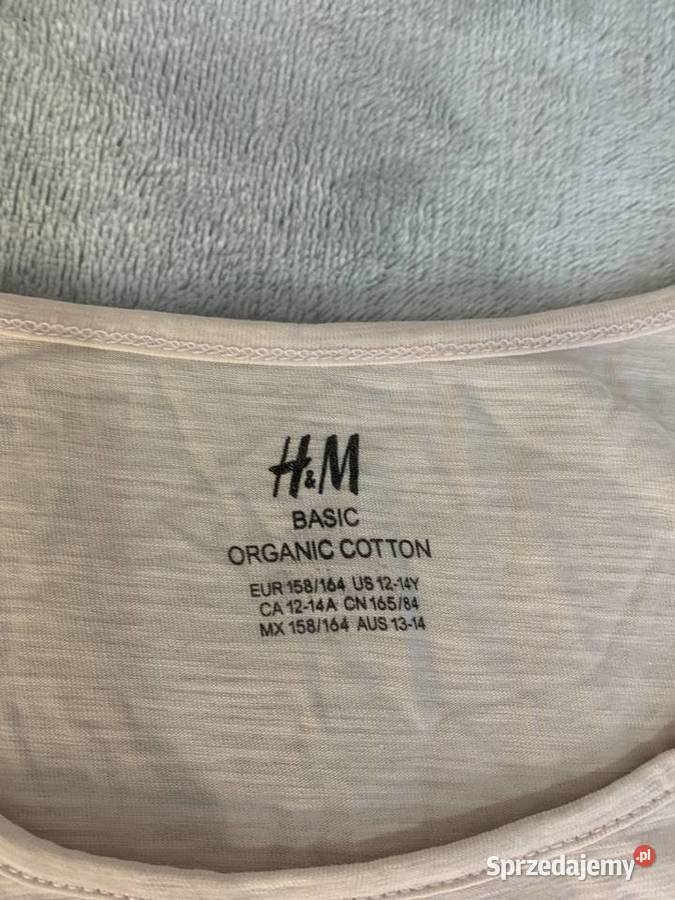 H&M
BASIC
ORGANIC COTTON
EUR 158/164 US 12-14Y
CA 12-14A CN 165/84
MX 158/164 AUS 13-14
Sprzedajemy.pl